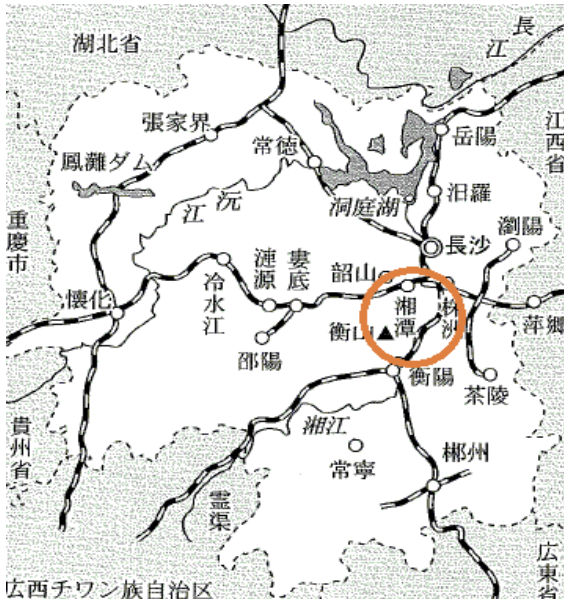 湖北省
長江
張家界
岳陽
江西省
鳳灘ダム
常徳
汨羅
沅江
洞庭湖
瀏陽
重慶市
長沙
漣源
婁底
韶山
懐化
冷水江
湘潭
株洲
萍郷
衡山
邵陽
衡陽
茶陵
貴州省
湘江
常寧
郴州
霊渠
広東省
広西チワン族自治区